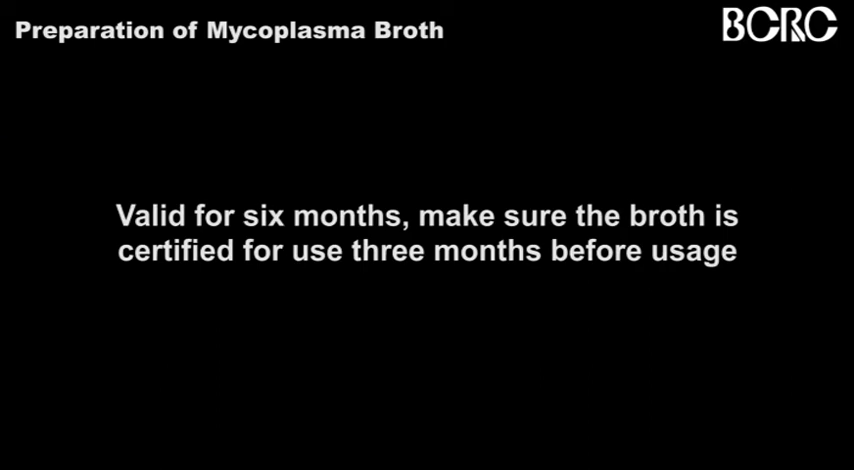 Preparation of Mycoplasma Broth
BCRC
Valid for six months, make sure the broth is
certified for use three months before usage